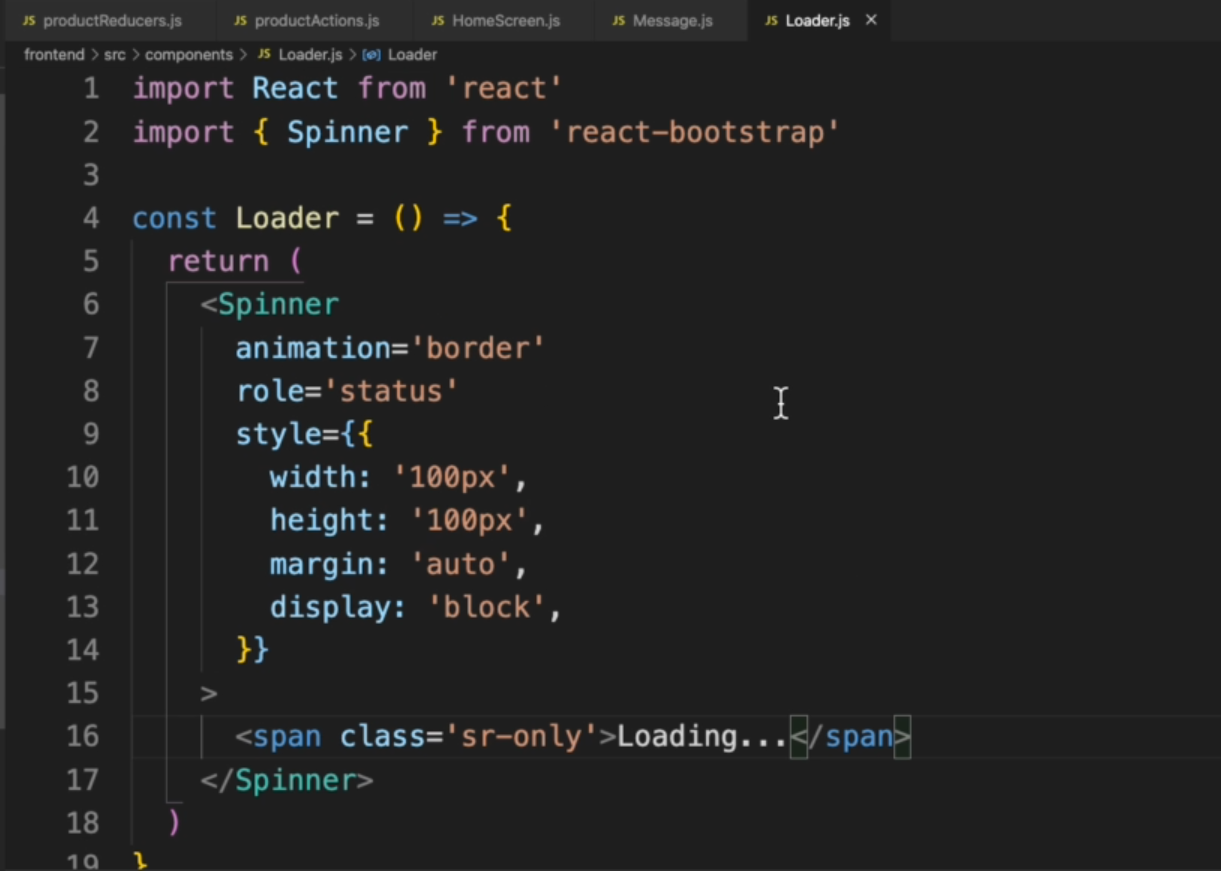 JS productReducers.js JS productActions.js JS HomeScreen.js JS Message.js JS Loader.js ×
frontend > src > components > JS Loader.js > Loader
1 import React from 'react'
2 import { Spinner } from 'react-bootstrap'
3
4 const Loader = () => {
5   return (
6     <Spinner
7       animation='border'
8       role='status'
9       style={{
10         width: '100px',
11         height: '100px',
12         margin: 'auto',
13         display: 'block',
14       }}
15     >
16       <span class='sr-only'>Loading...</span>
17     </Spinner>
18   )
19 }